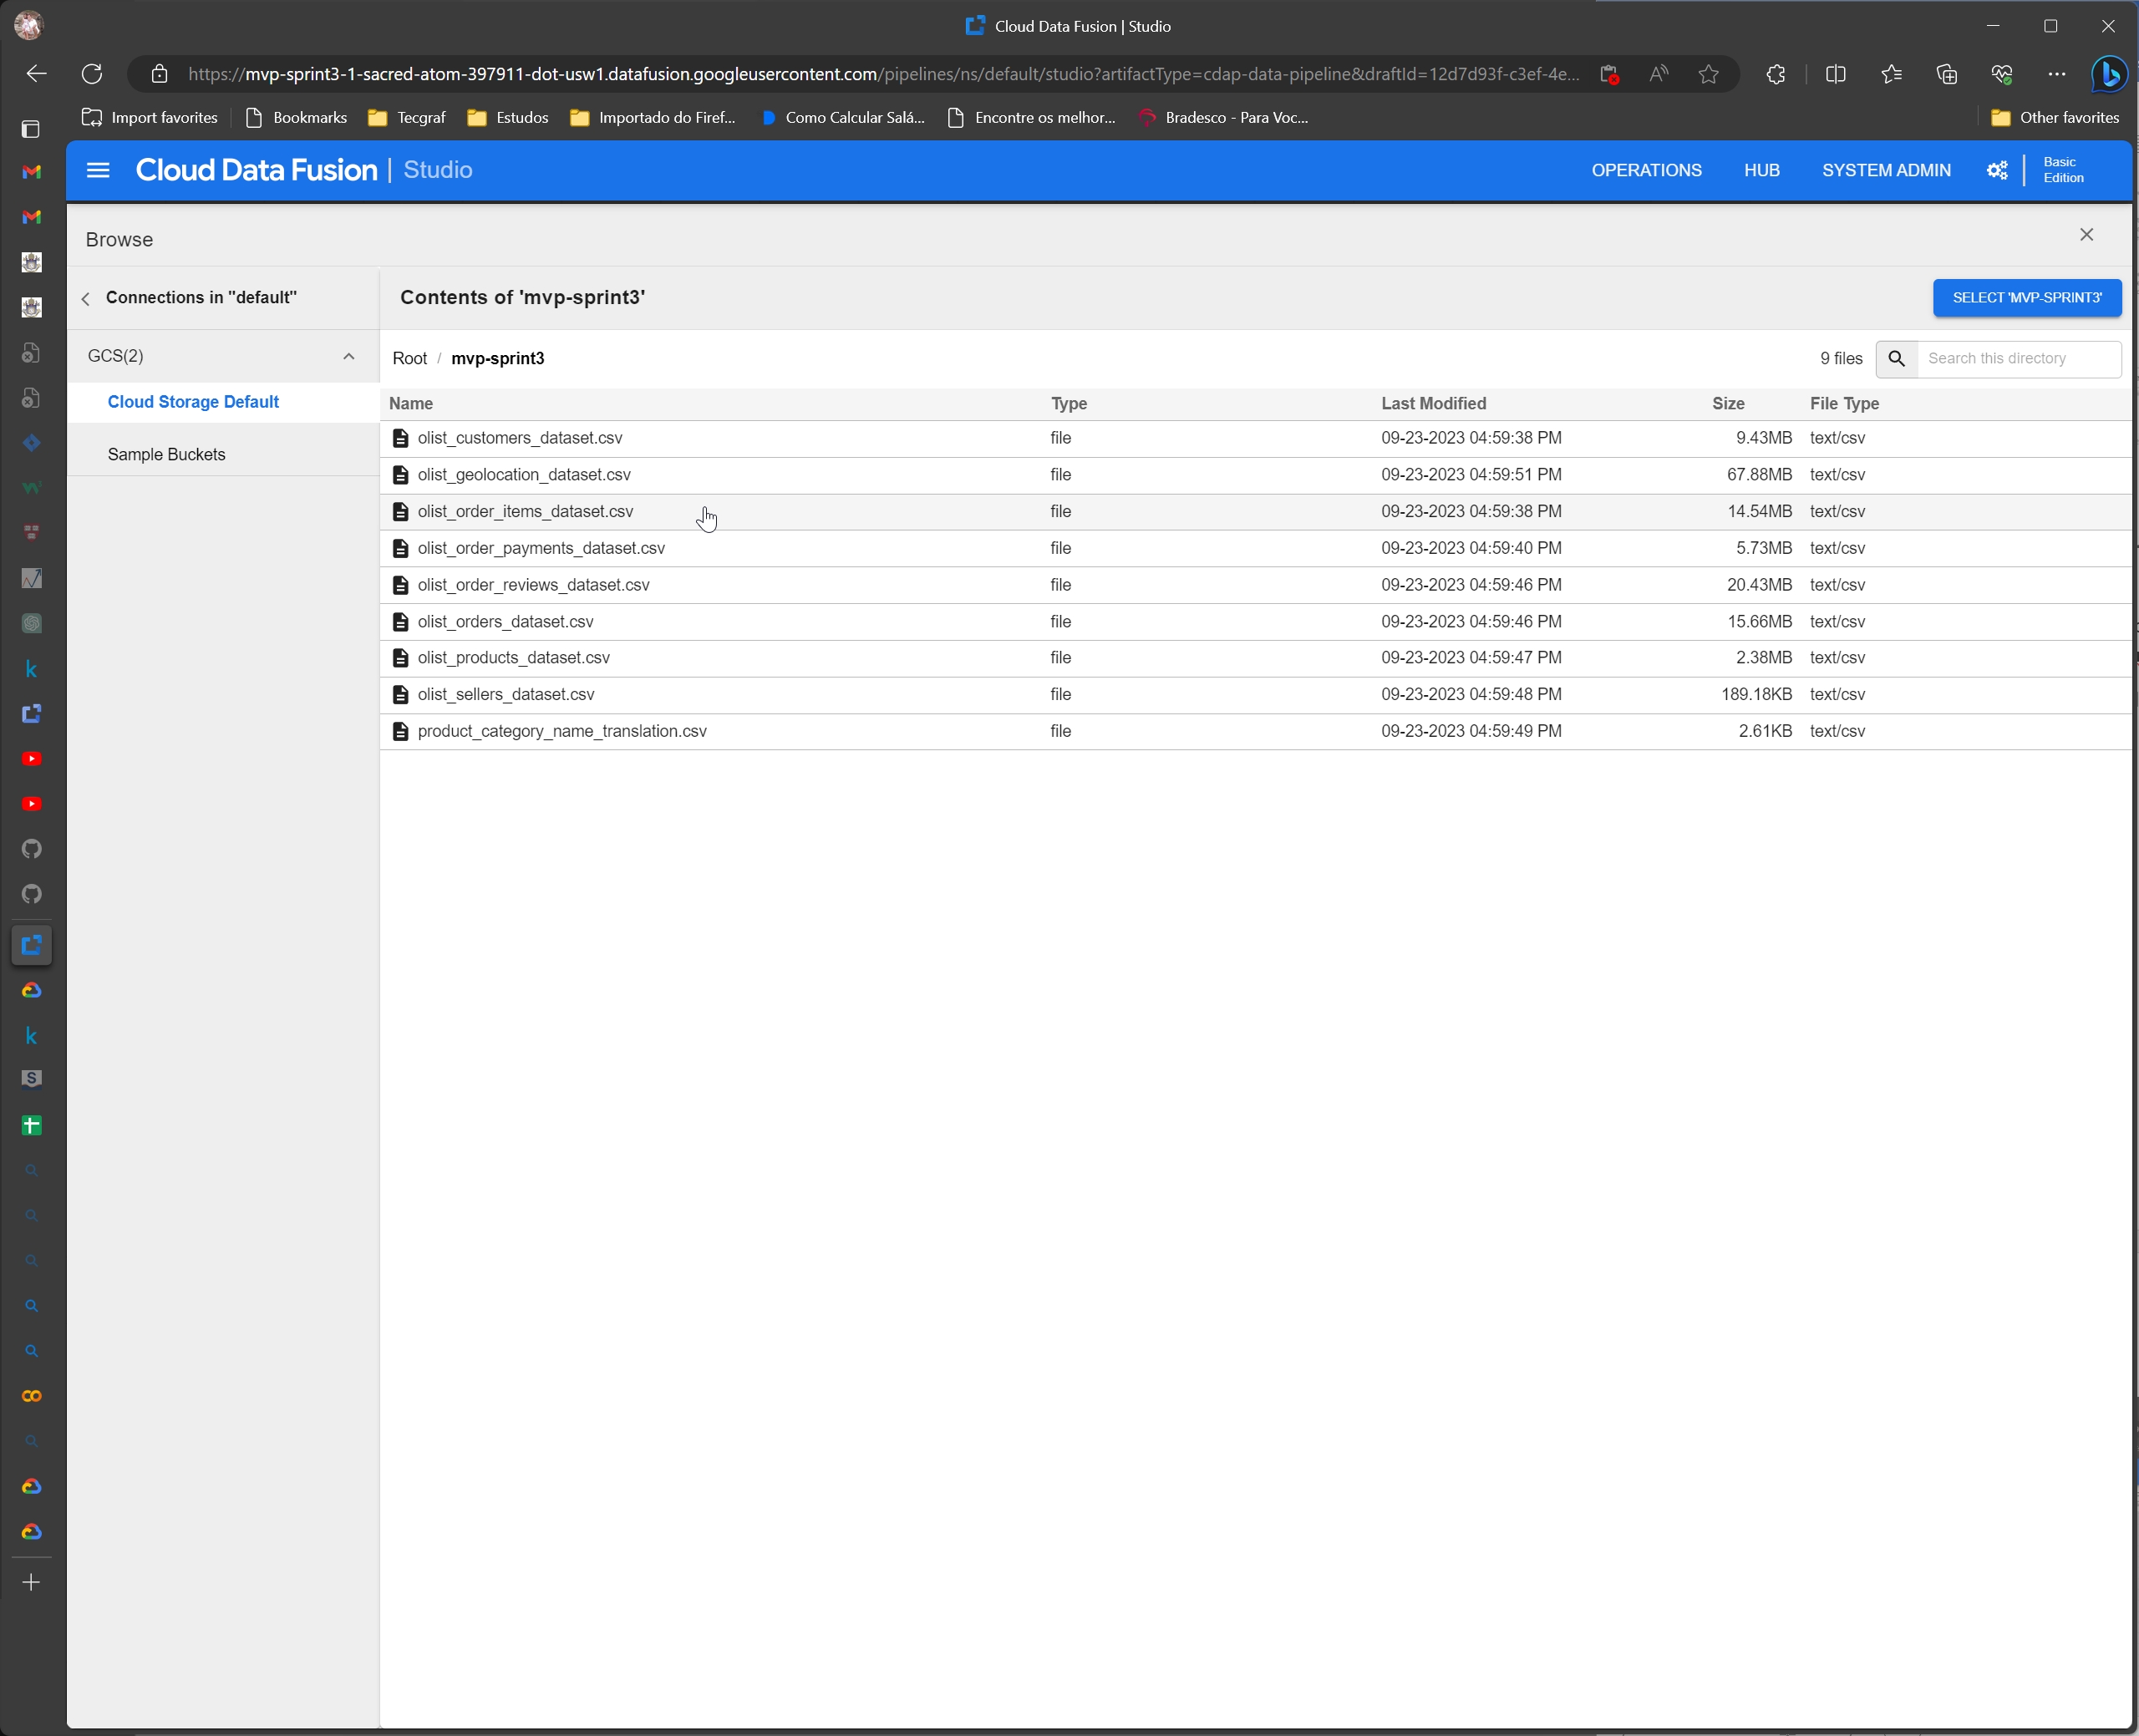 Cloud Data Fusion | Studio
https://mvp-sprint3-1-sacred-atom-397911-dot-usw1.datafusion.googleusercontent.com/pipelines/ns/default/studio?artifactType=cdap-data-pipeline&draftId=12d7d93f-c3ef-4e...
Import favorites Bookmarks Tecgraf Estudos Importado do Firef... Como Calcular Salá... Encontre os melhor... Bradesco - Para Voc... Other favorites
Cloud Data Fusion | Studio OPERATIONS HUB SYSTEM ADMIN Basic
Edition
Browse
Connections in "default" Contents of 'mvp-sprint3' SELECT 'MVP-SPRINT3'
GCS(2) Root / mvp-sprint3 9 files Search this directory
Cloud Storage Default Name Type Last Modified Size File Type
olist_customers_dataset.csv file 09-23-2023 04:59:38 PM 9.43MB text/csv
Sample Buckets
olist_geolocation_dataset.csv file 09-23-2023 04:59:51 PM 67.88MB text/csv
olist_order_items_dataset.csv file 09-23-2023 04:59:38 PM 14.54MB text/csv
olist_order_payments_dataset.csv file 09-23-2023 04:59:40 PM 5.73MB text/csv
olist_order_reviews_dataset.csv file 09-23-2023 04:59:46 PM 20.43MB text/csv
olist_orders_dataset.csv file 09-23-2023 04:59:46 PM 15.66MB text/csv
olist_products_dataset.csv file 09-23-2023 04:59:47 PM 2.38MB text/csv
olist_sellers_dataset.csv file 09-23-2023 04:59:48 PM 189.18KB text/csv
product_category_name_translation.csv file 09-23-2023 04:59:49 PM 2.61KB text/csv